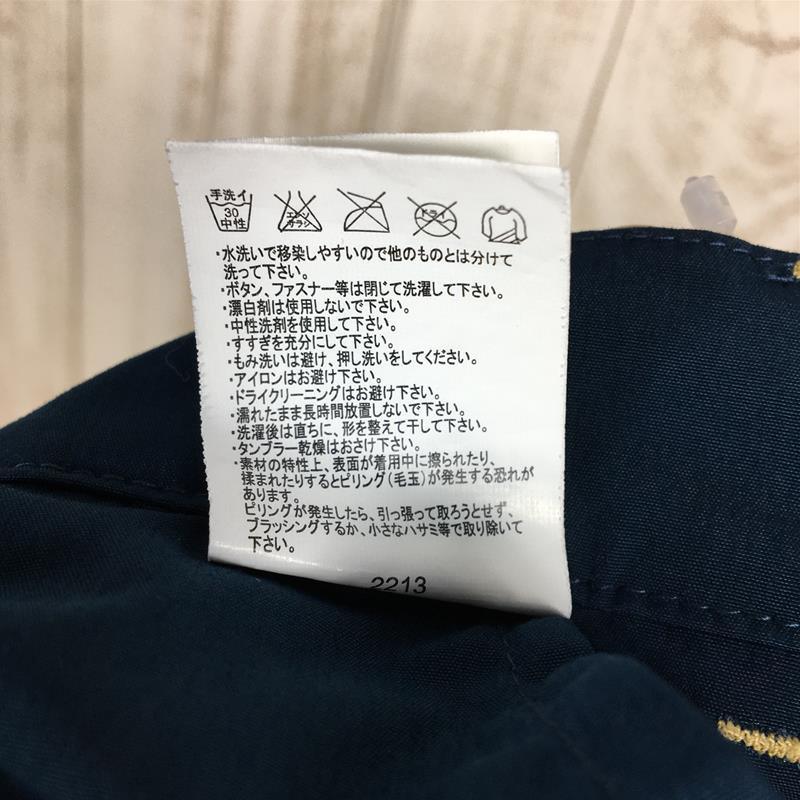 手洗イ
30
中性
エンソ
サラシ
ドライ
・水洗いで移染しやすいので他のものとは分けて
洗って下さい。
・ボタン、ファスナー等は閉じて洗濯して下さい。
・漂白剤は使用しないで下さい。
・中性洗剤を使用して下さい。
・すすぎを充分にして下さい。
・もみ洗いは避け、押し洗いをしてください。
・アイロンはお避け下さい。
・ドライクリーニングはお避け下さい。
・濡れたまま長時間放置しないで下さい。
・洗濯後は直ちに、形を整えて干して下さい。
・タンブラー乾燥はおさけ下さい。
・素材の特性上、表面が着用中に擦られたり、
揉まれたりするとピリング(毛玉)が発生する恐れが
あります。
ピリングが発生したら、引っ張って取ろうとせず、
ブラッシングするか、小さなハサミ等で取り除いて
下さい。
2213